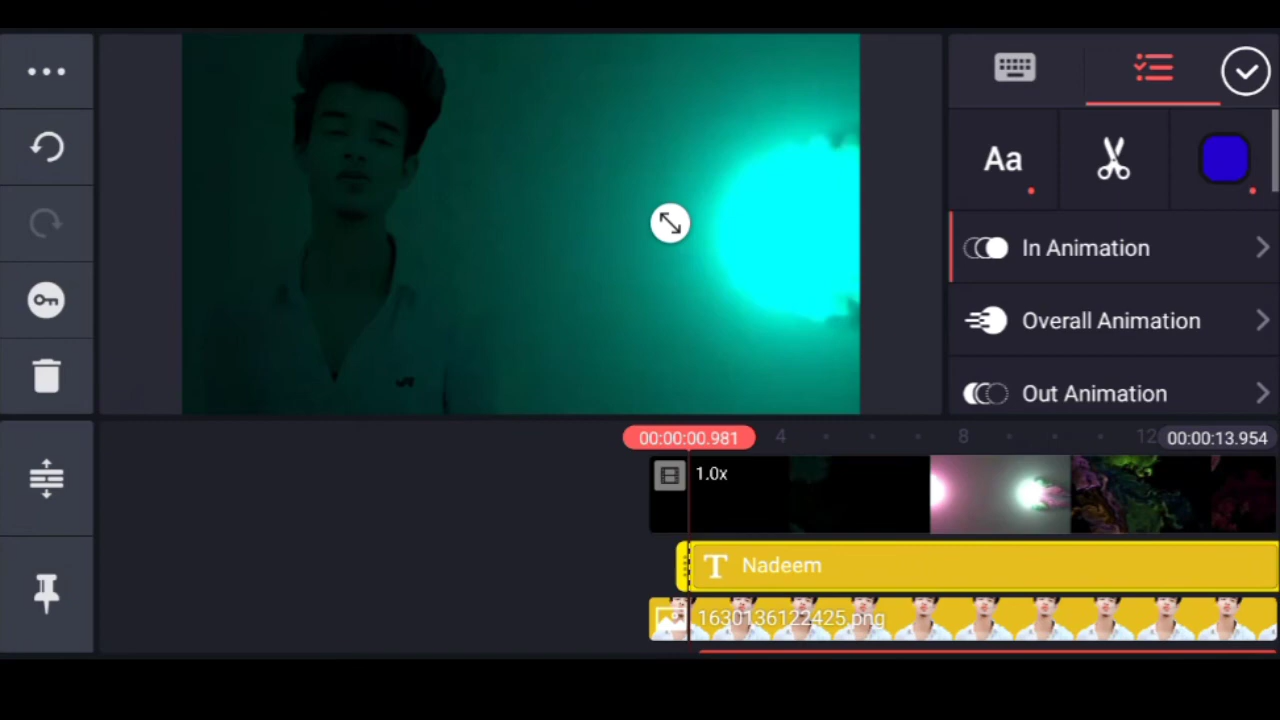 Aa
In Animation
Overall Animation
Out Animation
00:00:00.981
4
8
12
00:00:13.954
1.0x
T Nadeem
1630136122425.png